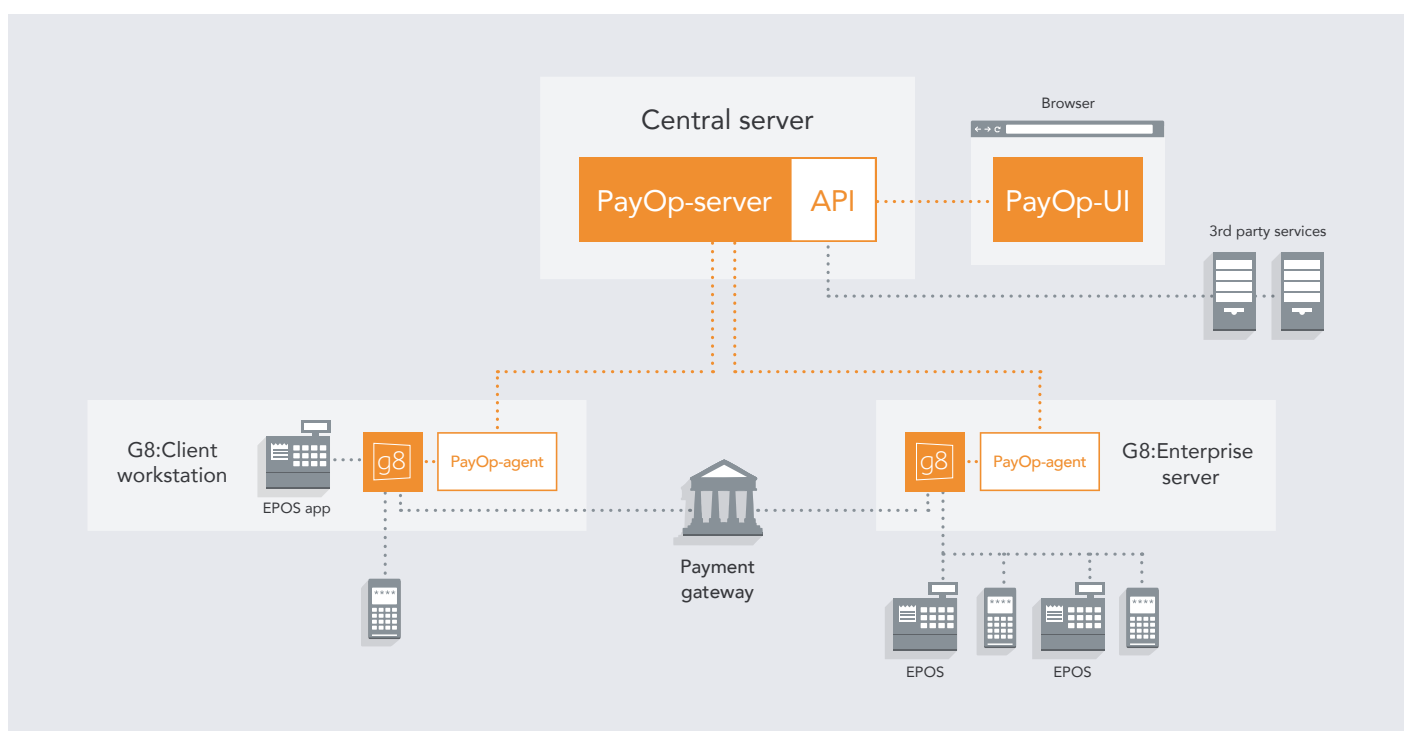 Central server
PayOp-server
API
Browser
PayOp-UI
3rd party services
G8:Client
workstation
EPOS app
g8
PayOp-agent
Payment
gateway
g8
PayOp-agent
G8:Enterprise
server
****
****
****
EPOS
EPOS